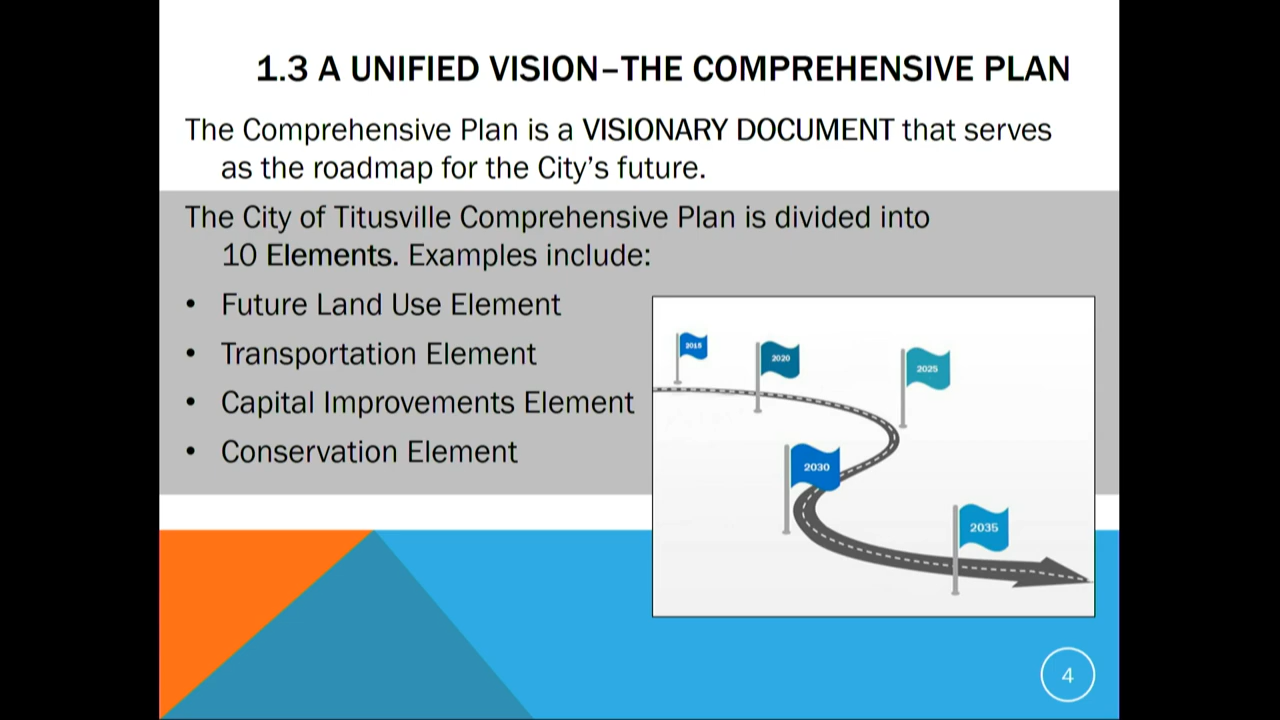 1.3 A UNIFIED VISION–THE COMPREHENSIVE PLAN
The Comprehensive Plan is a VISIONARY DOCUMENT that serves
as the roadmap for the City's future.
The City of Titusville Comprehensive Plan is divided into
10 Elements. Examples include:
• Future Land Use Element
• Transportation Element
• Capital Improvements Element
• Conservation Element
2015
2020
2025
2030
2035
4